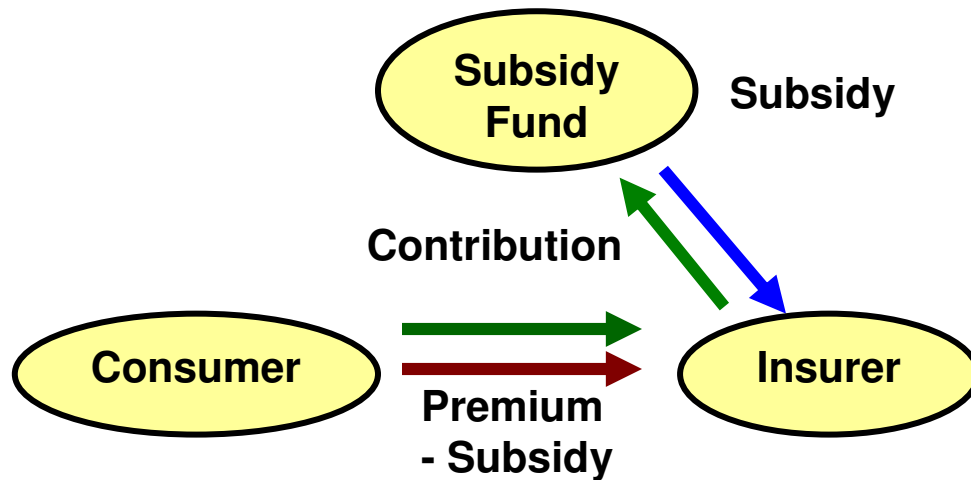 Subsidy
Fund
Subsidy
Contribution
Consumer
Insurer
Premium
- Subsidy